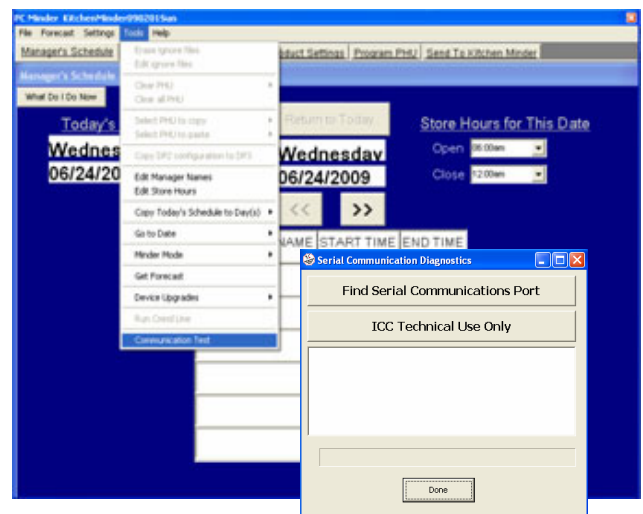 PC Minder KitchenMinder090201Sun
File Forecast Settings Tools Help
Manager's Schedule duct Settings Program PHU Send To Kitchen Minder
Manager's Schedule
What Do I Do Now
Erase ignore files
Edit ignore files
Clear PHU
Clear all PHU
Select PHU to copy
Select PHU to paste
Copy DP2 configuration to DP3
Edit Manager Names
Edit Store Hours
Copy Today's Schedule to Day(s)
Go to Date
Minder Mode
Get Forecast
Device Upgrades
Run Cmnd Line
Communication Test
Today's
Wednes
06/24/20
Return to Today
Wednesday
06/24/2009
<< >>
Store Hours for This Date
Open 06:00am
Close 12:00am
NAME START TIME END TIME
Serial Communication Diagnostics
Find Serial Communications Port
ICC Technical Use Only
Done